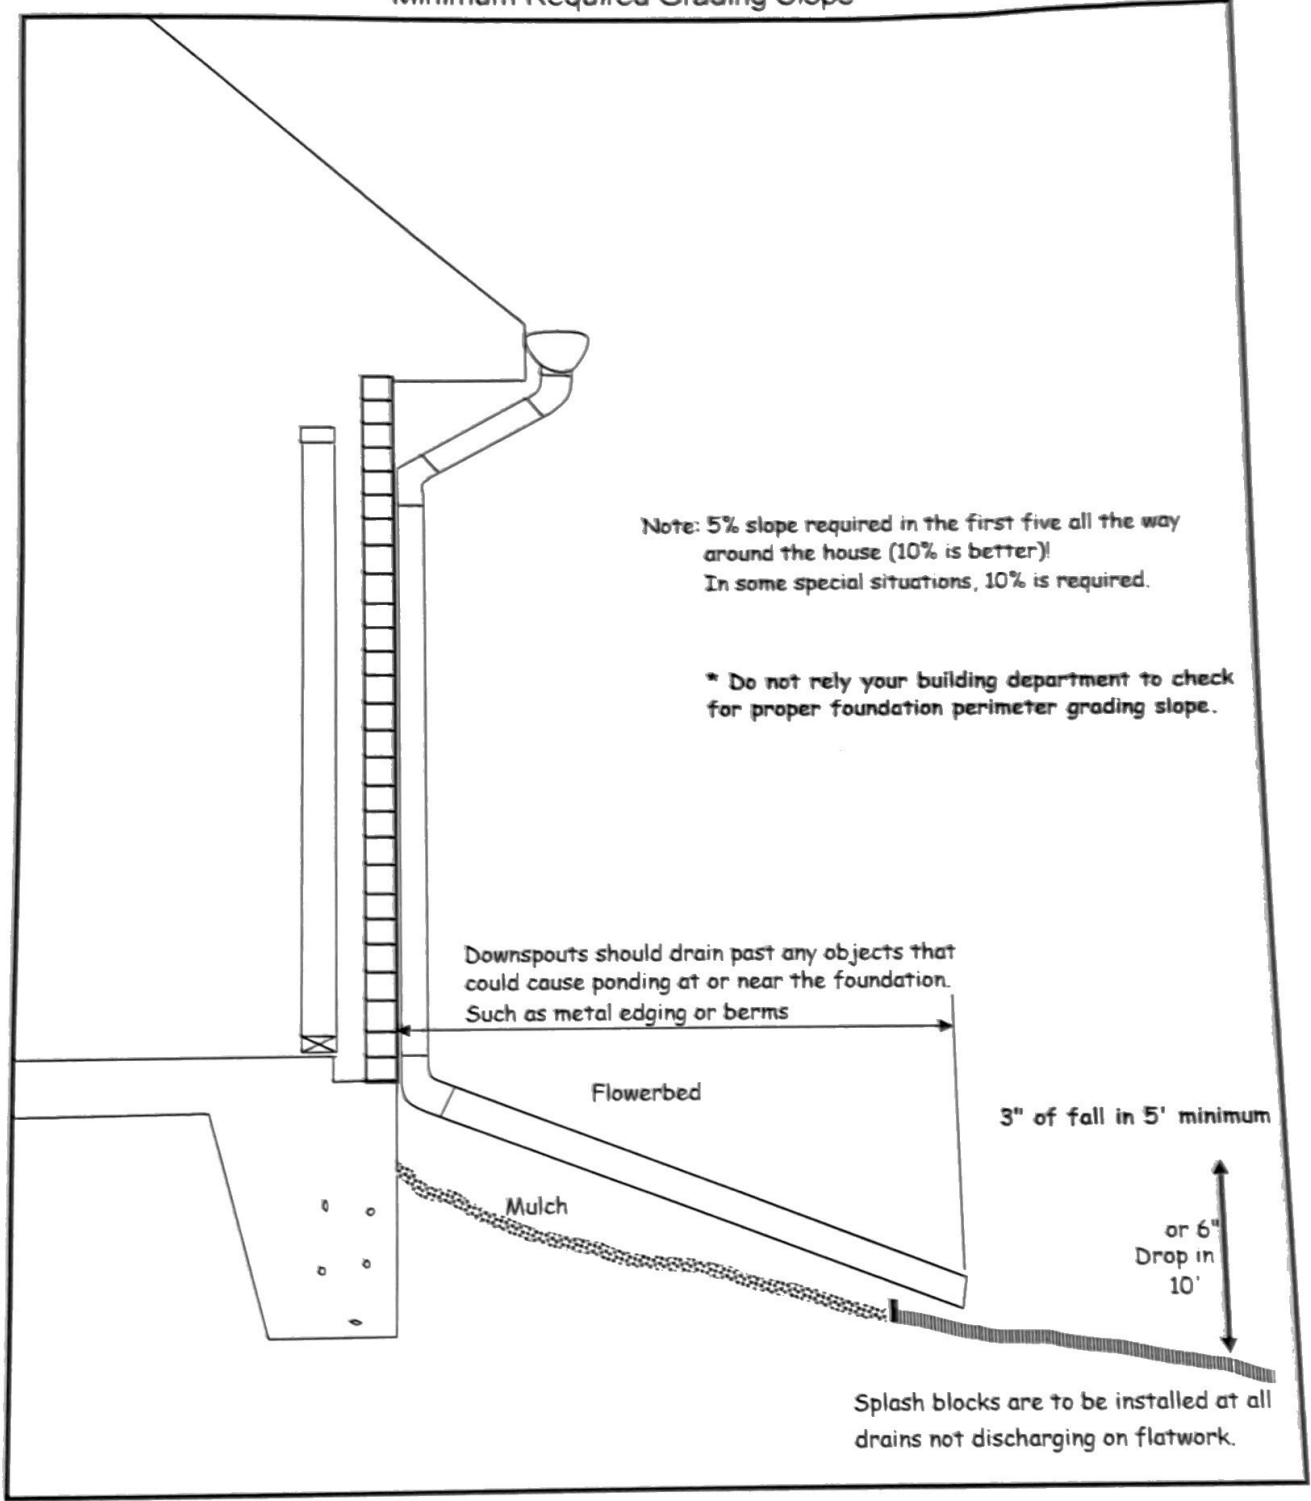 Minimum Required Grading Slope
Note: 5% slope required in the first five all the way
around the house (10% is better)!
In some special situations, 10% is required.
* Do not rely your building department to check
for proper foundation perimeter grading slope.
Downspouts should drain past any objects that
could cause ponding at or near the foundation.
Such as metal edging or berms
Flowerbed
3" of fall in 5' minimum
Mulch
or 6"
Drop in
10'
Splash blocks are to be installed at all
drains not discharging on flatwork.